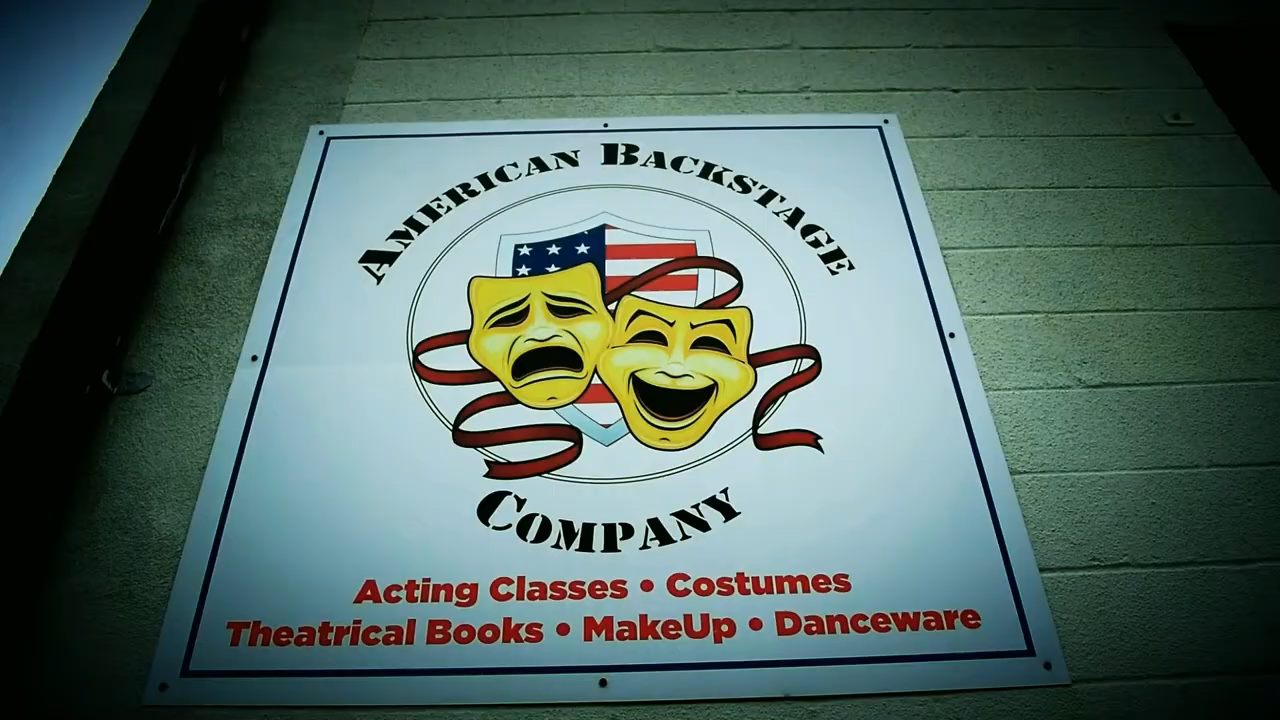 American Backstage
Company
Acting Classes • Costumes
Theatrical Books • MakeUp • Danceware